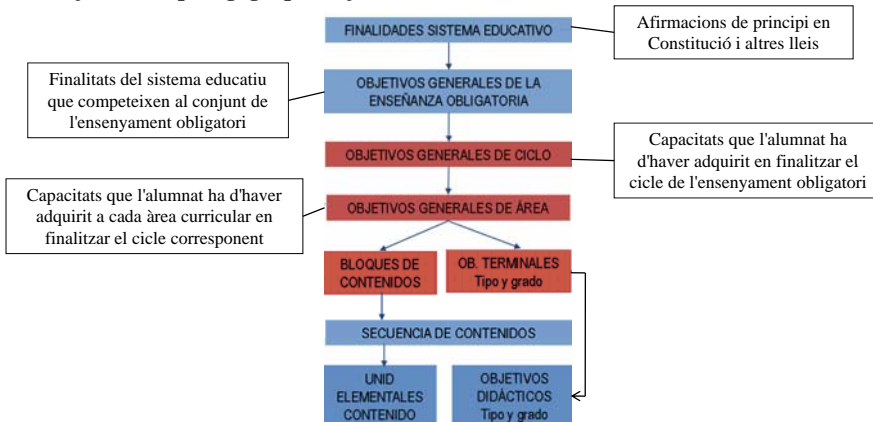 FINALIDADES SISTEMA EDUCATIVO
Afirmacions de principi en
Constitució i altres lleis
Finalitats del sistema educatiu
que competeixen al conjunt de
l'ensenyament obligatori
OBJETIVOS GENERALES DE LA
ENSEÑANZA OBLIGATORIA
OBJETIVOS GENERALES DE CICLO
Capacitats que l'alumnat ha
d'haver adquirit en finalitzar el
cicle de l'ensenyament obligatori
Capacitats que l'alumnat ha d'haver
adquirit a cada àrea curricular en
finalitzar el cicle corresponent
OBJETIVOS GENERALES DE ÁREA
BLOQUES DE
CONTENIDOS
OB. TERMINALES
Tipo y grado
SECUENCIA DE CONTENIDOS
UNID
ELEMENTALES
CONTENIDO
OBJETIVOS
DIDÁCTICOS
Tipo y grado